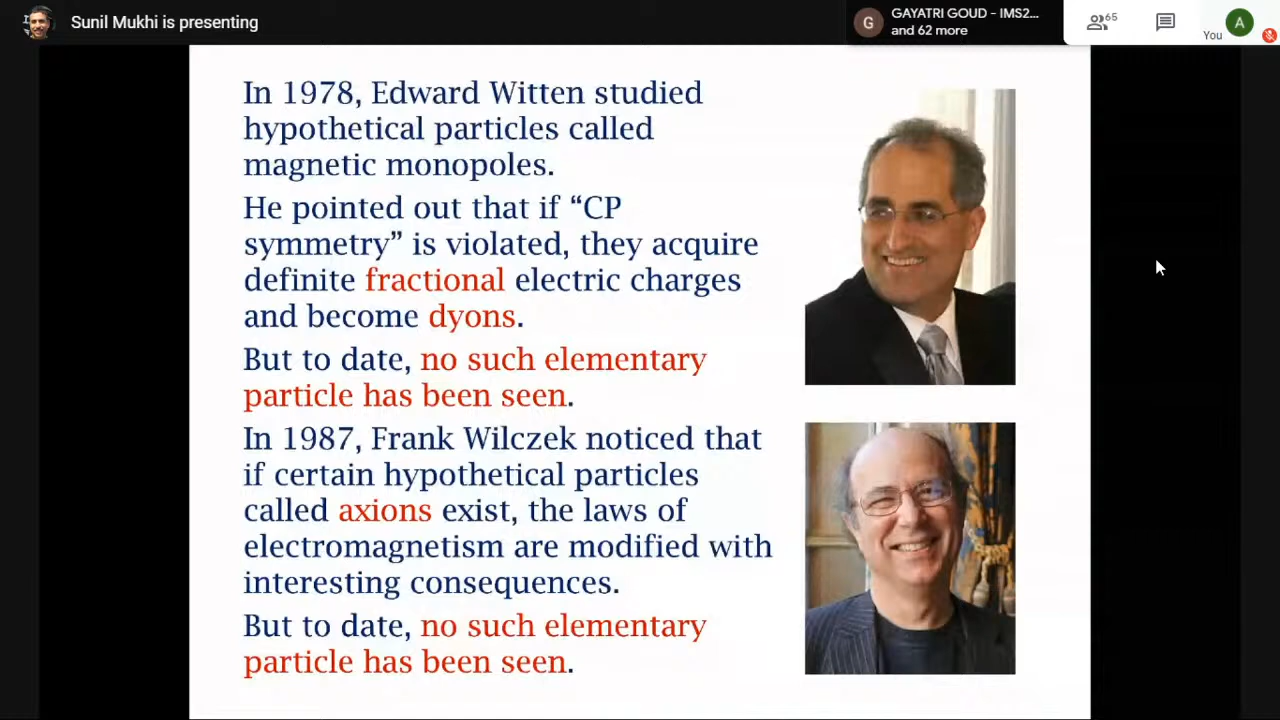 Sunil Mukhi is presenting
G
GAYATRI GOUD - IMS2...
and 62 more
65
You
A
In 1978, Edward Witten studied
hypothetical particles called
magnetic monopoles.
He pointed out that if “CP
symmetry” is violated, they acquire
definite fractional electric charges
and become dyons.
But to date, no such elementary
particle has been seen.
In 1987, Frank Wilczek noticed that
if certain hypothetical particles
called axions exist, the laws of
electromagnetism are modified with
interesting consequences.
But to date, no such elementary
particle has been seen.